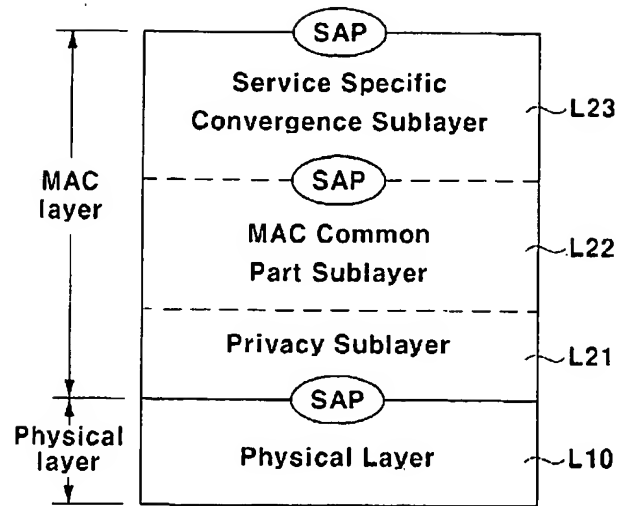 SAP
Service Specific
Convergence Sublayer
L23
MAC
layer
SAP
MAC Common
Part Sublayer
L22
Privacy Sublayer
L21
SAP
Physical
layer
Physical Layer
L10